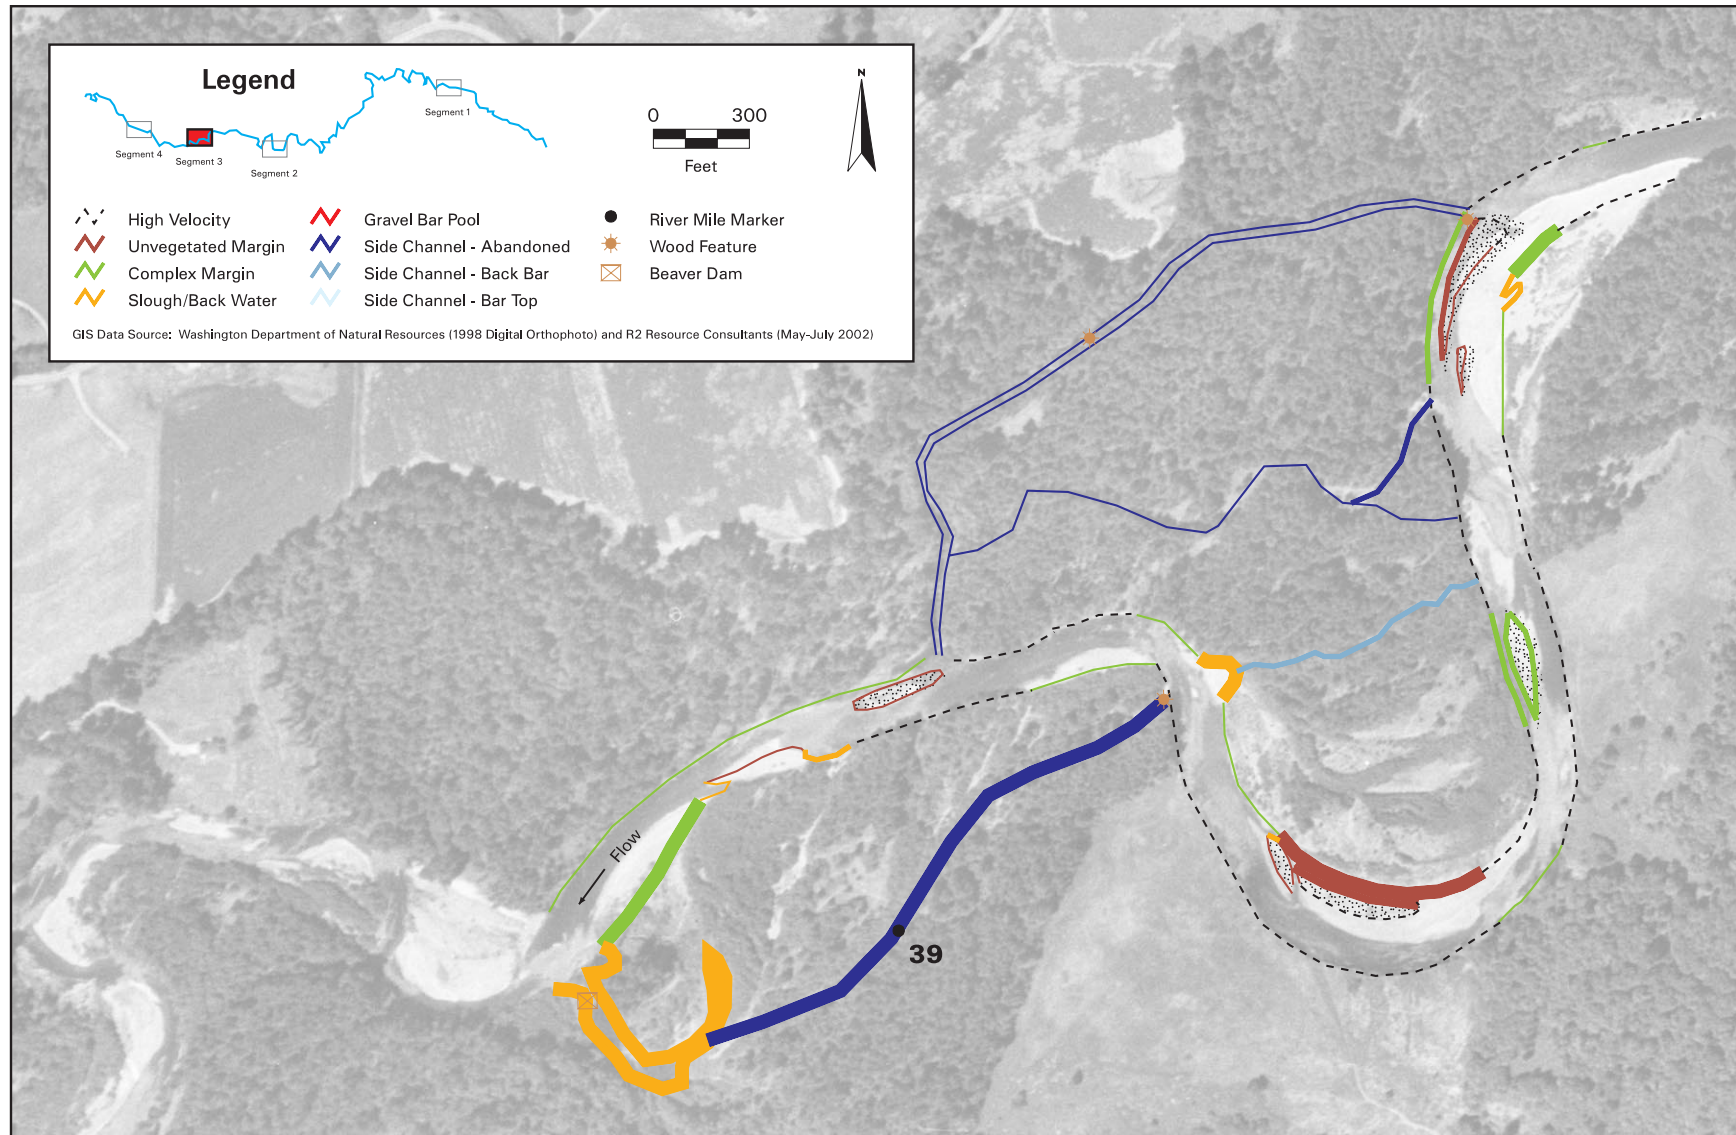 Legend
N
0 300
Feet
Segment 1
Segment 4
Segment 3
Segment 2
High Velocity
Unvegetated Margin
Complex Margin
Slough/Back Water
Gravel Bar Pool
Side Channel - Abandoned
Side Channel - Back Bar
Side Channel - Bar Top
River Mile Marker
Wood Feature
Beaver Dam
GIS Data Source: Washington Department of Natural Resources (1998 Digital Orthophoto) and R2 Resource Consultants (May-July 2002)
Flow
39